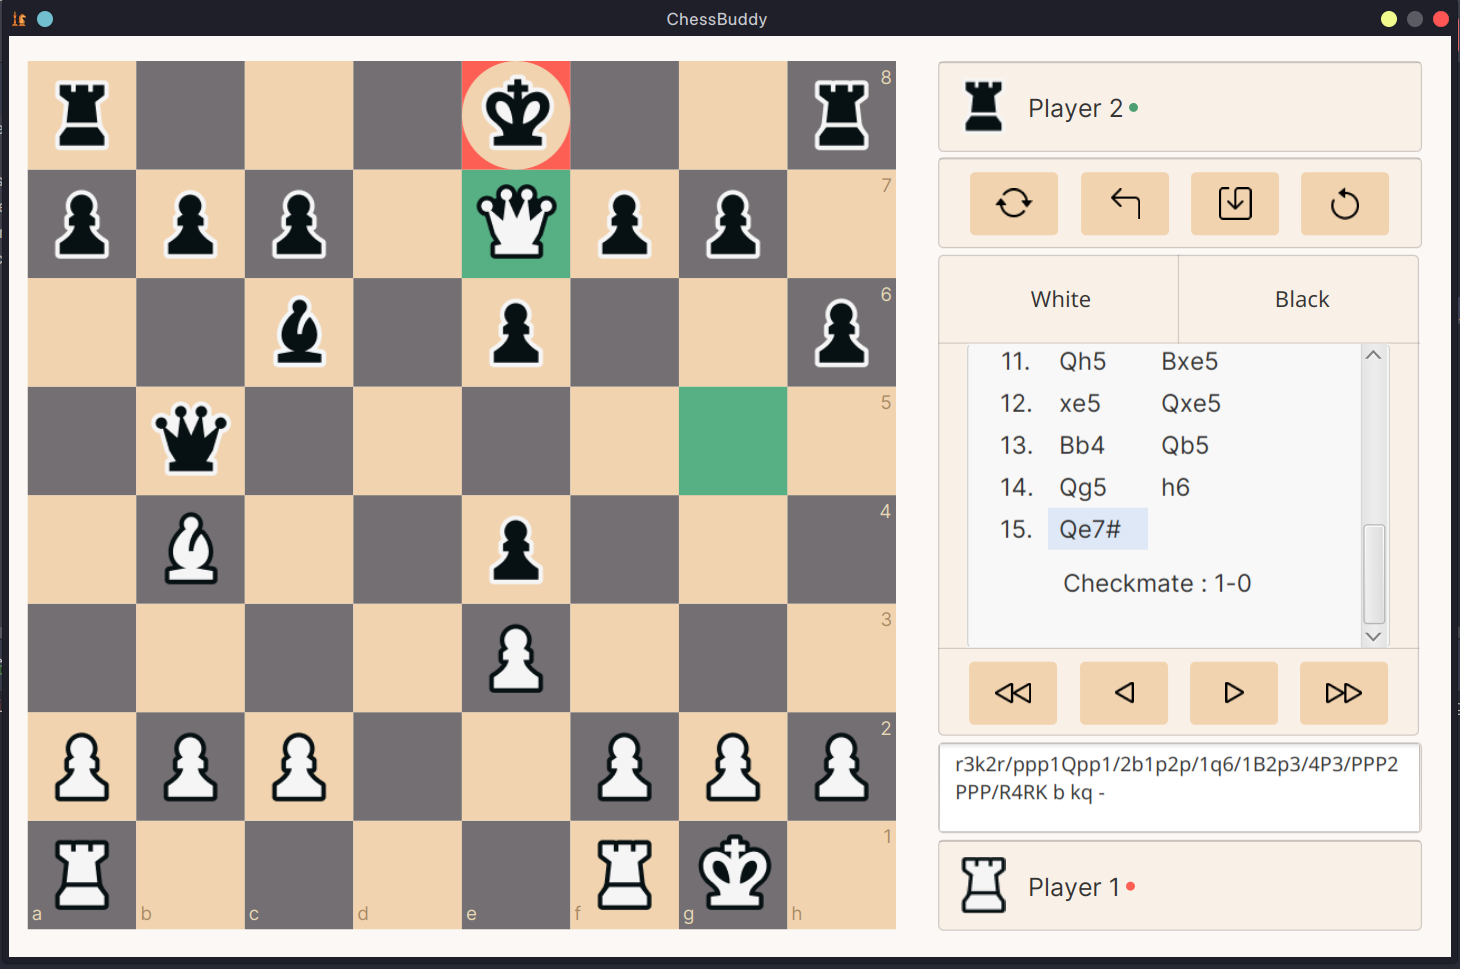 ChessBuddy
8
7
6
5
4
3
2
1
a b c d e f g h
Player 2
White Black
11. Qh5 Bxe5
12. xe5 Qxe5
13. Bb4 Qb5
14. Qg5 h6
15. Qe7#
Checkmate : 1-0
r3k2r/ppp1Qpp1/2b1p2p/1q6/1B2p3/4P3/PPP2
PPP/R4RK b kq -
Player 1